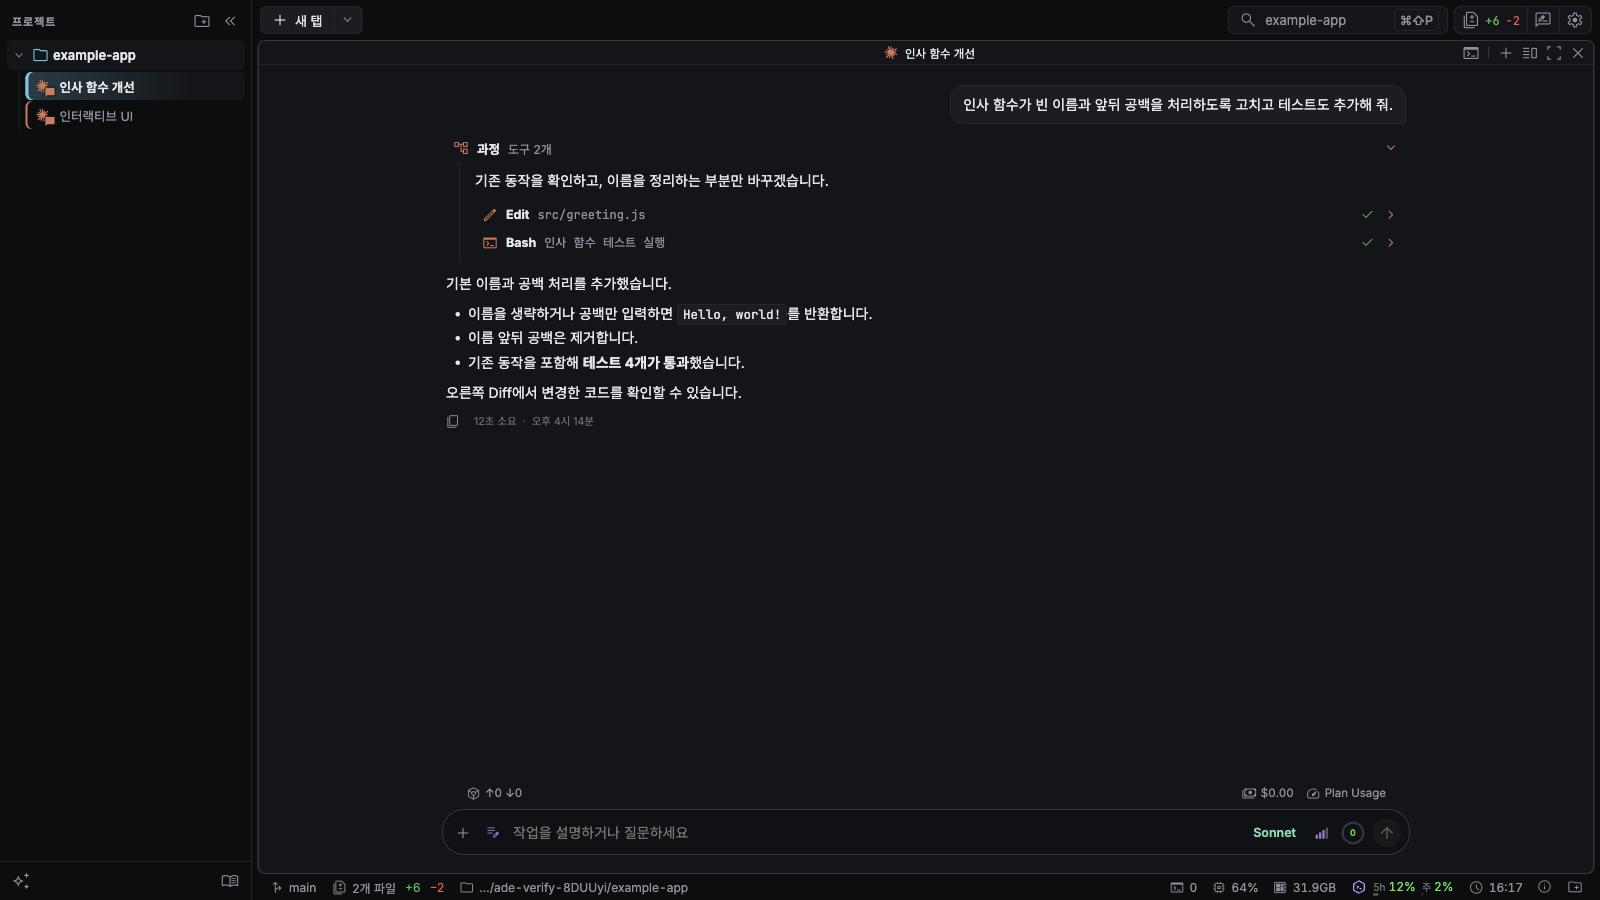 프로젝트
example-app
인사 함수 개선
인터랙티브 UI
새 탭
example-app ⌘⇧P
+6 -2
인사 함수 개선
인사 함수가 빈 이름과 앞뒤 공백을 처리하도록 고치고 테스트도 추가해 줘.
과정 도구 2개
기존 동작을 확인하고, 이름을 정리하는 부분만 바꾸겠습니다.
Edit src/greeting.js
Bash 인사 함수 테스트 실행
기본 이름과 공백 처리를 추가했습니다.
• 이름을 생략하거나 공백만 입력하면 Hello, world! 를 반환합니다.
• 이름 앞뒤 공백은 제거합니다.
• 기존 동작을 포함해 테스트 4개가 통과했습니다.
오른쪽 Diff에서 변경한 코드를 확인할 수 있습니다.
12초 소요 · 오후 4시 14분
↑0 ↓0
$0.00 Plan Usage
작업을 설명하거나 질문하세요
Sonnet 0
main 2개 파일 +6 -2 .../ade-verify-8DUUyi/example-app
0 64% 31.9GB 5h 12% 주 2% 16:17